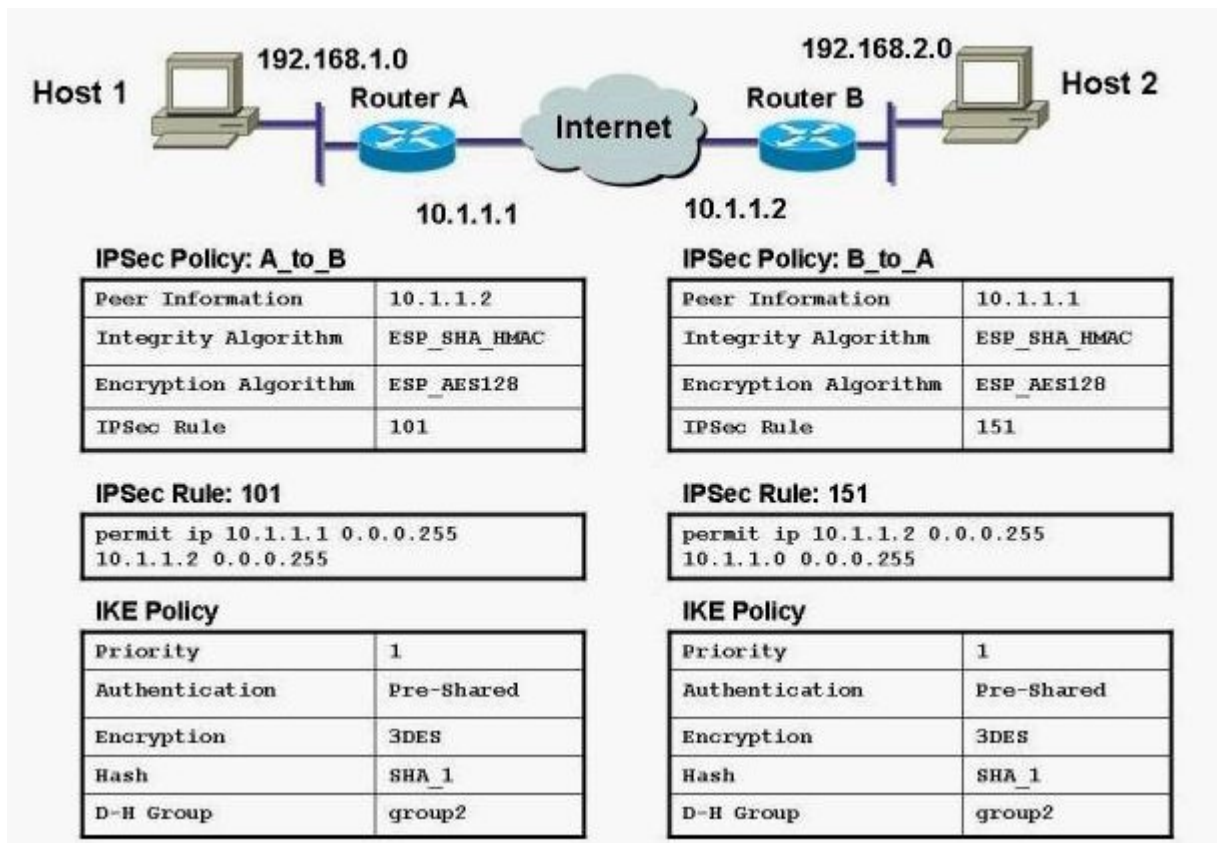 192.168.1.0
192.168.2.0
Host 1
Host 2
Router A
Router B
Internet
10.1.1.1
10.1.1.2
IPSec Policy: A_to_B
Peer Information 10.1.1.2
Integrity Algorithm ESP_SHA_HMAC
Encryption Algorithm ESP_AES128
IPSec Rule 101
IPSec Rule: 101
permit ip 10.1.1.1 0.0.0.255
10.1.1.2 0.0.0.255
IKE Policy
Priority 1
Authentication Pre-Shared
Encryption 3DES
Hash SHA_1
D-H Group group2
IPSec Policy: B_to_A
Peer Information 10.1.1.1
Integrity Algorithm ESP_SHA_HMAC
Encryption Algorithm ESP_AES128
IPSec Rule 151
IPSec Rule: 151
permit ip 10.1.1.2 0.0.0.255
10.1.1.0 0.0.0.255
IKE Policy
Priority 1
Authentication Pre-Shared
Encryption 3DES
Hash SHA_1
D-H Group group2